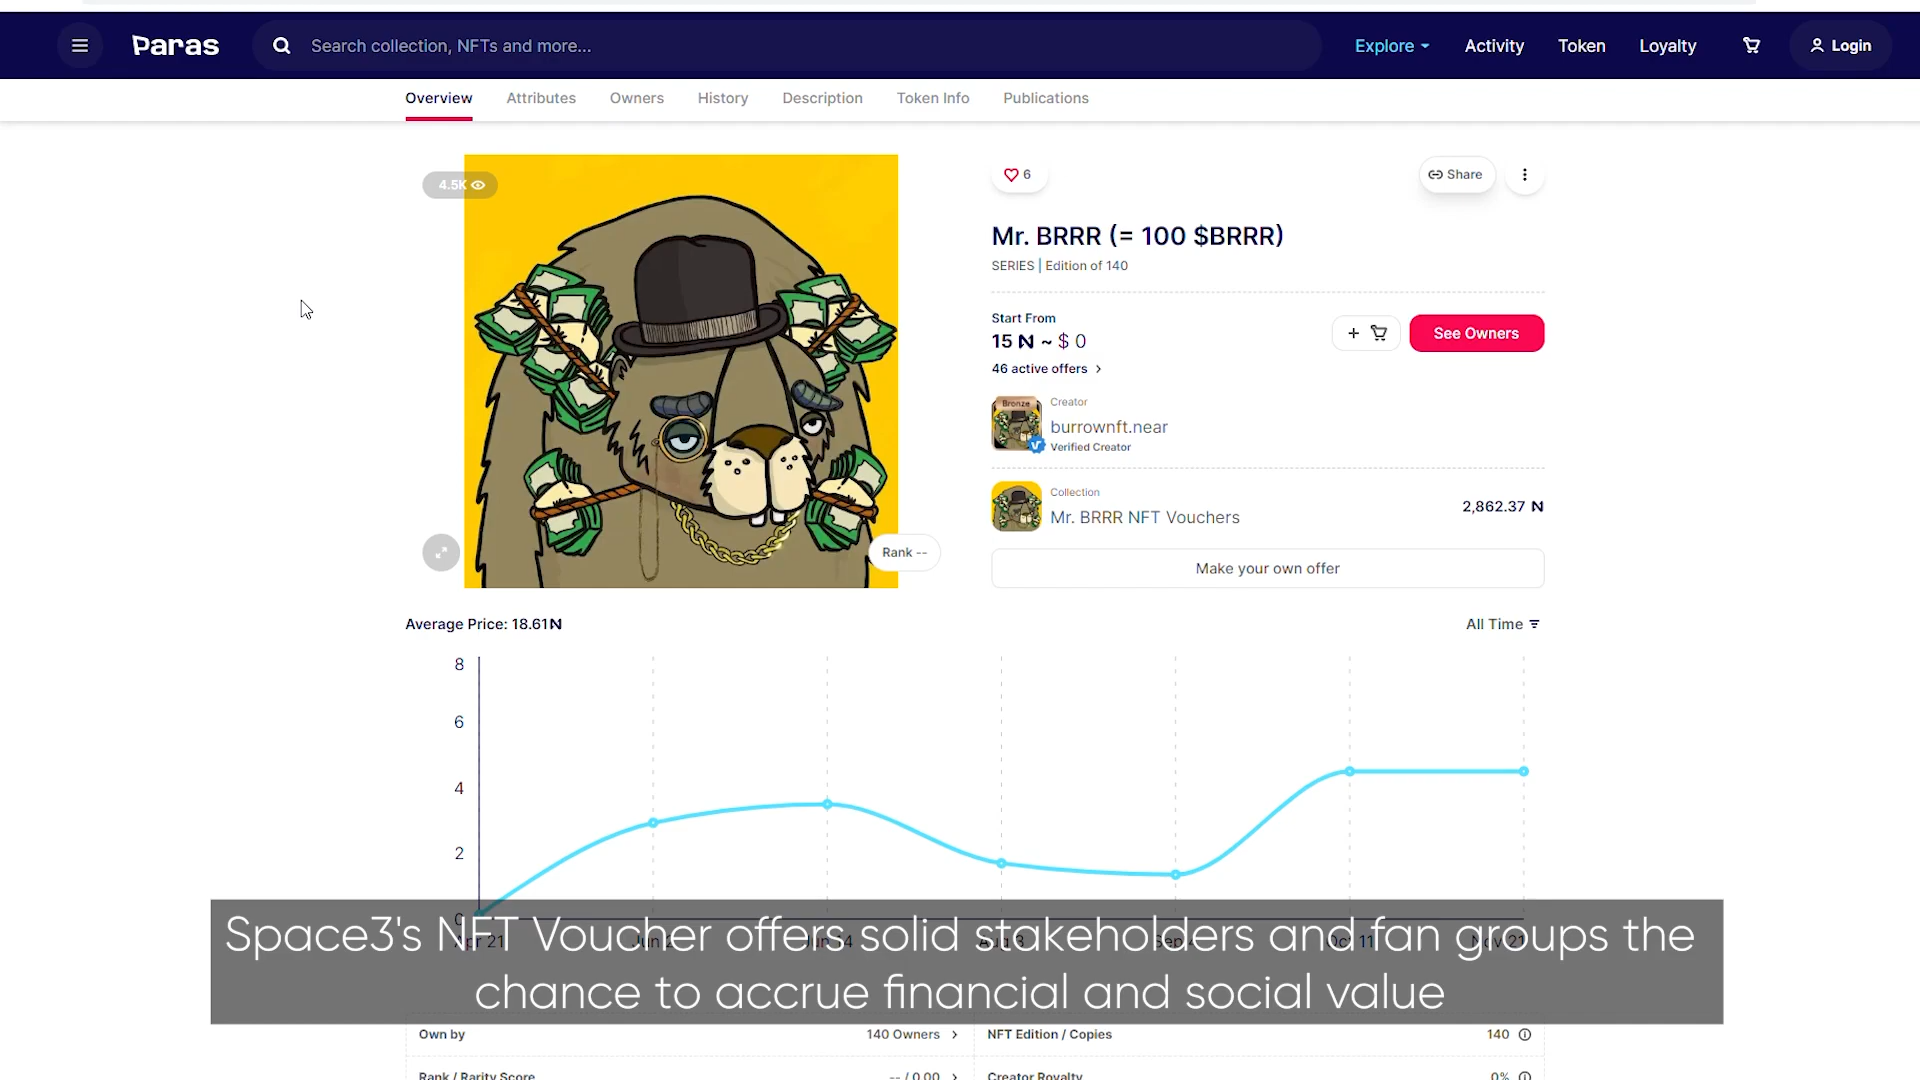 Paras
Search collection, NFTs and more...
Explore
Activity
Token
Loyalty
Login
Overview
Attributes
Owners
History
Description
Token Info
Publications
4.5K
6
Share
Mr. BRRR (= 100 $BRRR)
SERIES | Edition of 140
Start From
15 N ~ $ 0
46 active offers
See Owners
Bronze
Creator
burrownft.near
Verified Creator
Collection
Mr. BRRR NFT Vouchers
2,862.37 N
Rank --
Make your own offer
Average Price: 18.61N
All Time
8
6
4
2
0
Space3's NFT Voucher offers solid stakeholders and fan groups the
chance to accrue financial and social value
Own by
140 Owners
NFT Edition / Copies
140
Rank / Rarity Score
-- / 0.00
Creator Royalty
0%